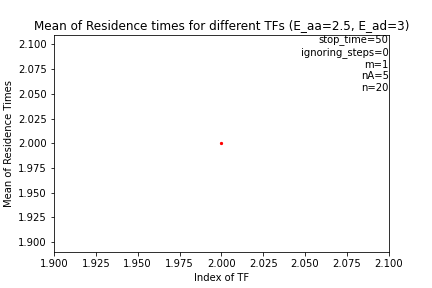 Mean of Residence times for different TFs (E_aa=2.5, E_ad=3)
stop_time=50
ignoring_steps=0
m=1
nA=5
n=20
Mean of Residence Times
2.100
2.075
2.050
2.025
2.000
1.975
1.950
1.925
1.900
1.900 1.925 1.950 1.975 2.000 2.025 2.050 2.075 2.100
Index of TF